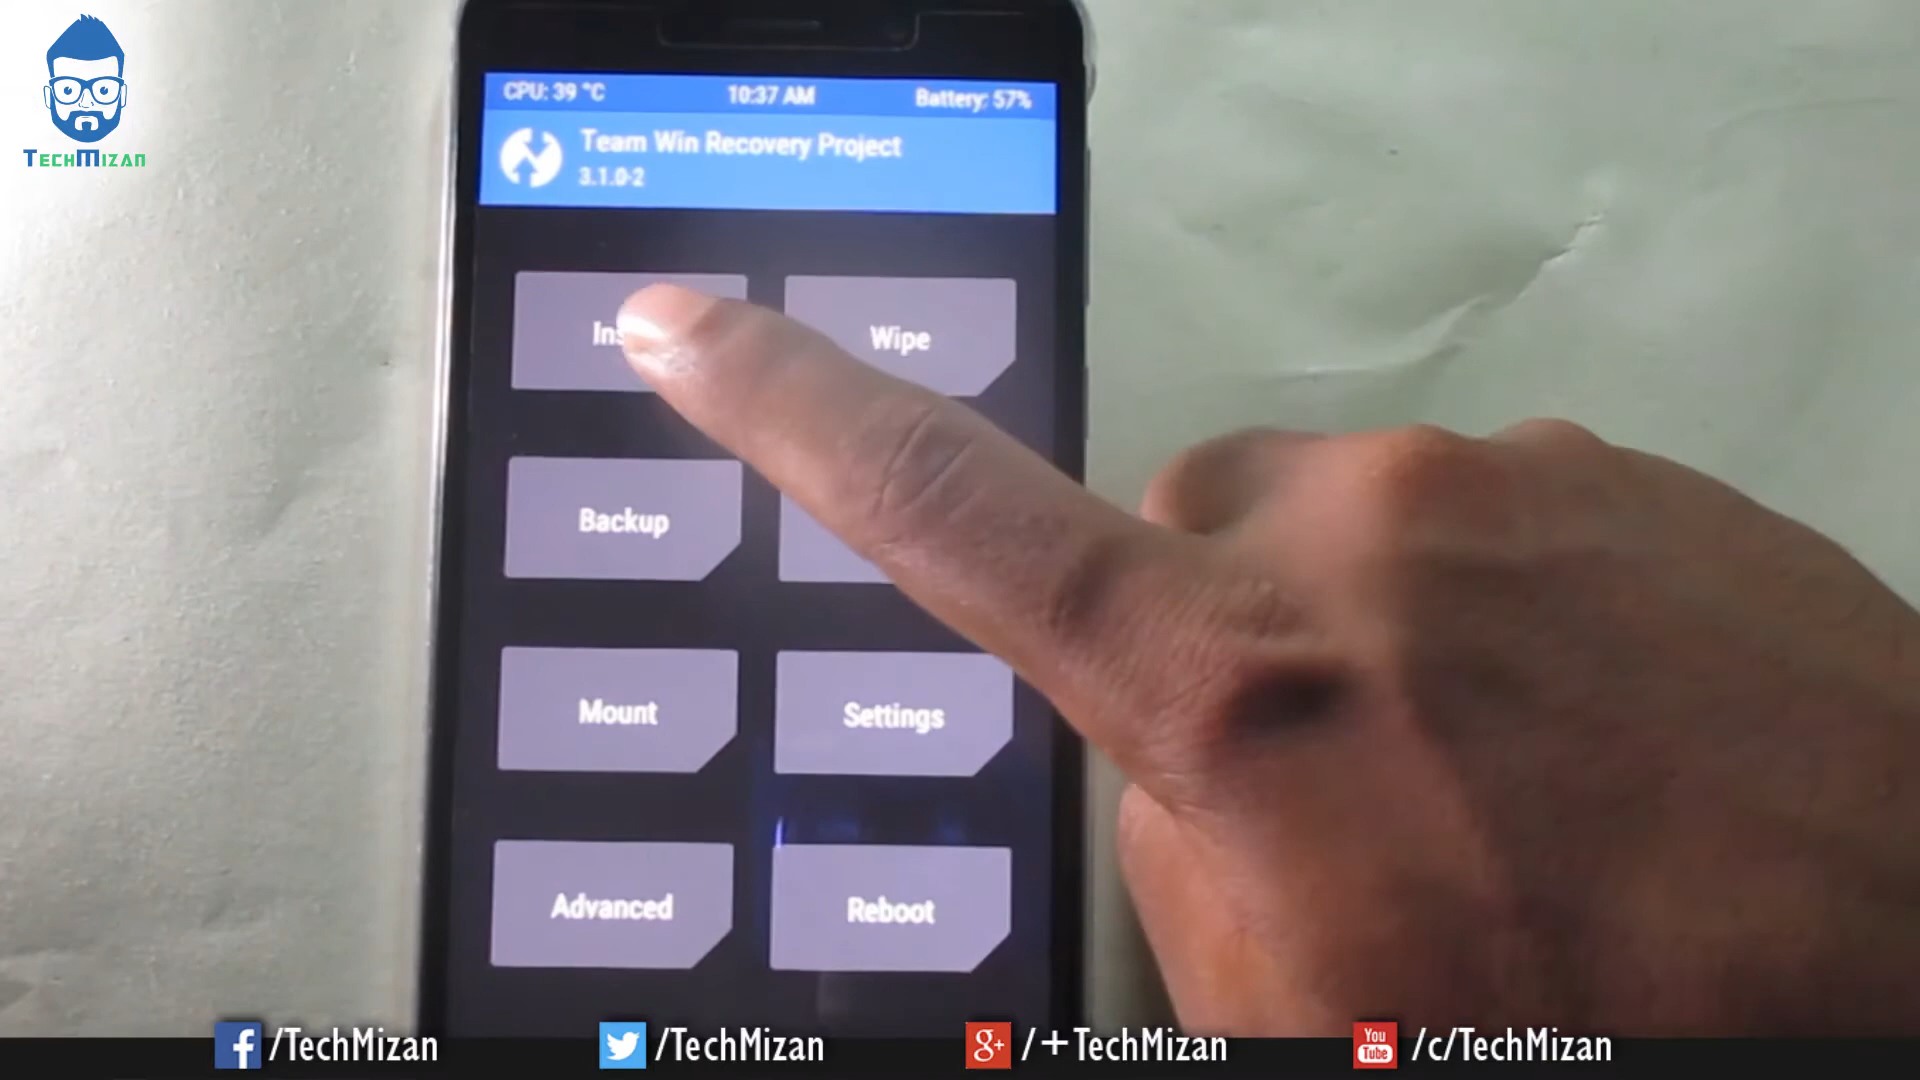 TECHMIZAN
CPU: 39 °C
10:37 AM
Battery: 57%
Team Win Recovery Project
3.1.0-2
Ins
Wipe
Backup
Mount
Settings
Advanced
Reboot
f /TechMizan
/TechMizan
g+ /+TechMizan
You
Tube
/c/TechMizan